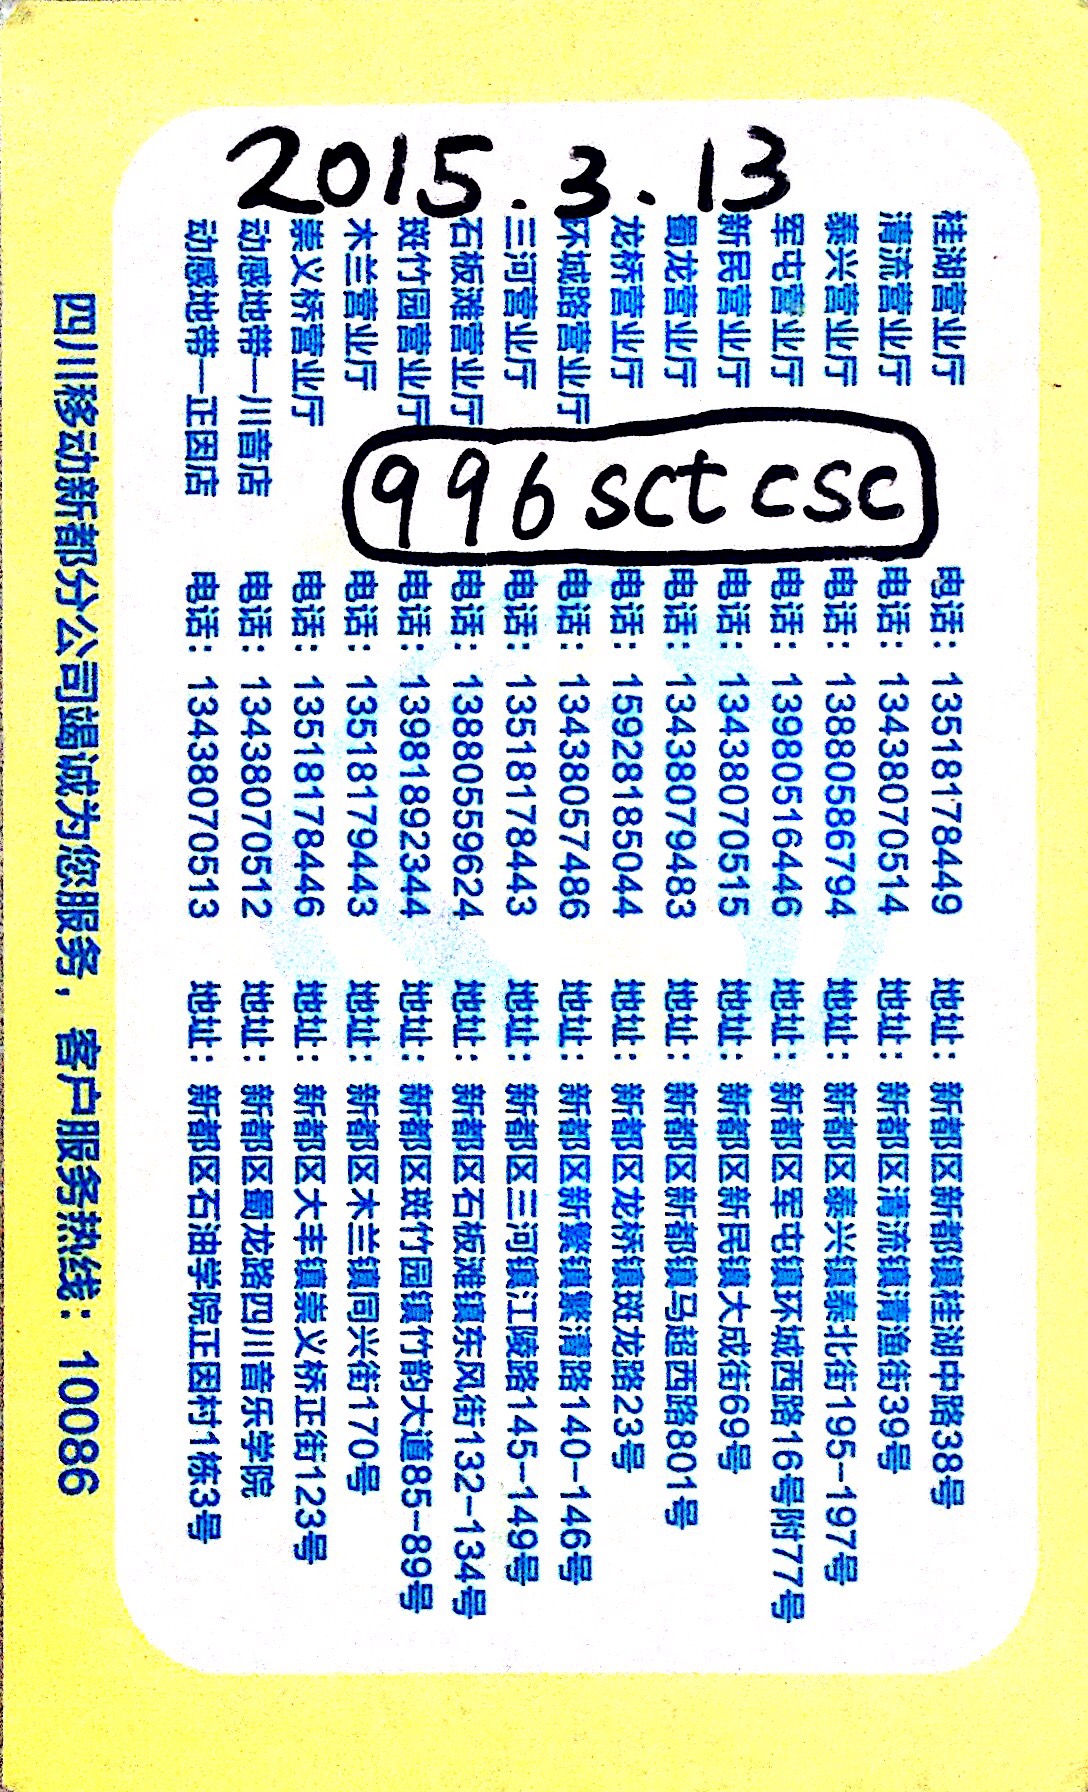 2015.3.13
996sctcsc
桂湖营业厅 电话：13518178449 地址：新都区新都镇桂湖中路38号
清流营业厅 电话：13438070514 地址：新都区清流镇清渔街39号
泰兴营业厅 电话：13880586794 地址：新都区泰兴镇泰北街195-197号
军屯营业厅 电话：13980516446 地址：新都区军屯镇环城西路16号附77号
新民营业厅 电话：13438070515 地址：新都区新民镇大成街69号
蜀龙营业厅 电话：13438079483 地址：新都区新都镇马超西路801号
龙桥营业厅 电话：15928185044 地址：新都区龙桥镇斑龙路23号
环城路营业厅 电话：13438057486 地址：新都区新繁镇繁清路140-146号
三河营业厅 电话：13518178443 地址：新都区三河镇江陵路145-149号
石板滩营业厅 电话：13880559624 地址：新都区石板滩镇东风街132-134号
斑竹园营业厅 电话：13981892344 地址：新都区斑竹园镇竹韵大道85-89号
木兰营业厅 电话：13518179443 地址：新都区木兰镇同兴街170号
崇义桥营业厅 电话：13518178446 地址：新都区大丰镇崇义桥正街123号
动感地带—川音店 电话：13438070512 地址：新都区蜀龙路四川音乐学院
动感地带—正因店 电话：13438070513 地址：新都区石油学院正因村1栋3号
四川移动新都分公司竭诚为您服务，客户服务热线：10086